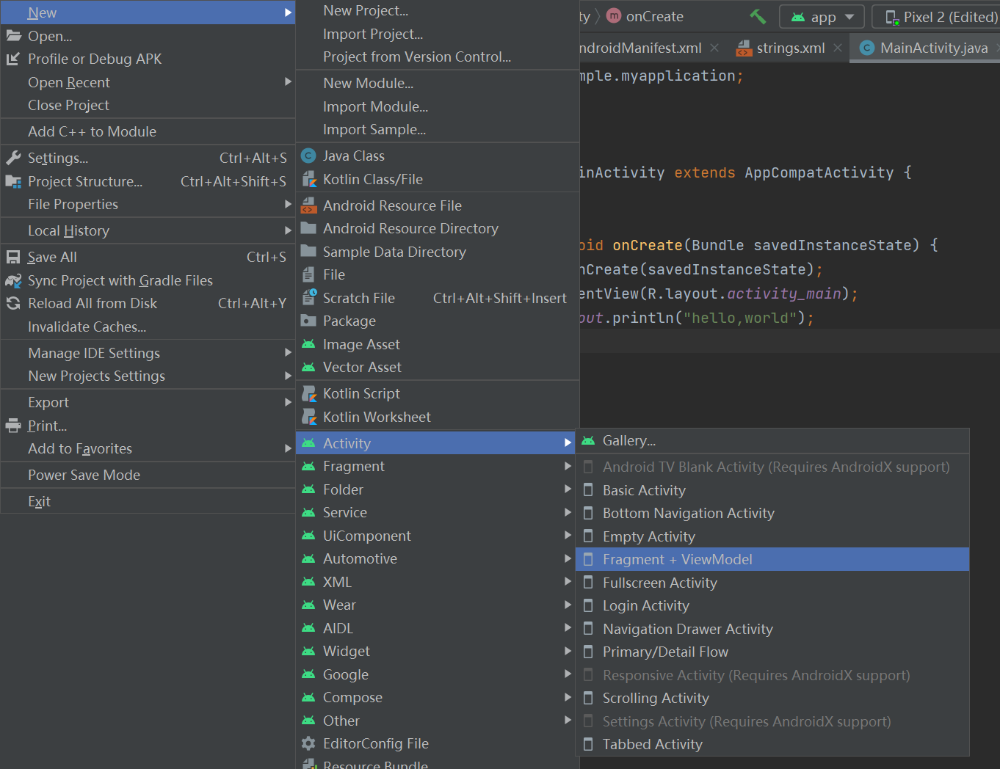 New
Open...
Profile or Debug APK
Open Recent
Close Project
Add C++ to Module
Settings... Ctrl+Alt+S
Project Structure... Ctrl+Alt+Shift+S
File Properties
Local History
Save All Ctrl+S
Sync Project with Gradle Files
Reload All from Disk Ctrl+Alt+Y
Invalidate Caches...
Manage IDE Settings
New Projects Settings
Export
Print...
Add to Favorites
Power Save Mode
Exit
New Project...
Import Project...
Project from Version Control...
New Module...
Import Module...
Import Sample...
Java Class
Kotlin Class/File
Android Resource File
Android Resource Directory
Sample Data Directory
File
Scratch File Ctrl+Alt+Shift+Insert
Package
Image Asset
Vector Asset
Kotlin Script
Kotlin Worksheet
Activity
Fragment
Folder
Service
UiComponent
Automotive
XML
Wear
AIDL
Widget
Google
Compose
Other
EditorConfig File
Resource Bundle
Gallery...
Android TV Blank Activity (Requires AndroidX support)
Basic Activity
Bottom Navigation Activity
Empty Activity
Fragment + ViewModel
Fullscreen Activity
Login Activity
Navigation Drawer Activity
Primary/Detail Flow
Responsive Activity (Requires AndroidX support)
Scrolling Activity
Settings Activity (Requires AndroidX support)
Tabbed Activity
ty m onCreate app Pixel 2 (Edited)
ndroidManifest.xml strings.xml C MainActivity.java
mple.myapplication;
inActivity extends AppCompatActivity {
oid onCreate(Bundle savedInstanceState) {
nCreate(savedInstanceState);
entView(R.layout.activity_main);
out.println("hello,world");